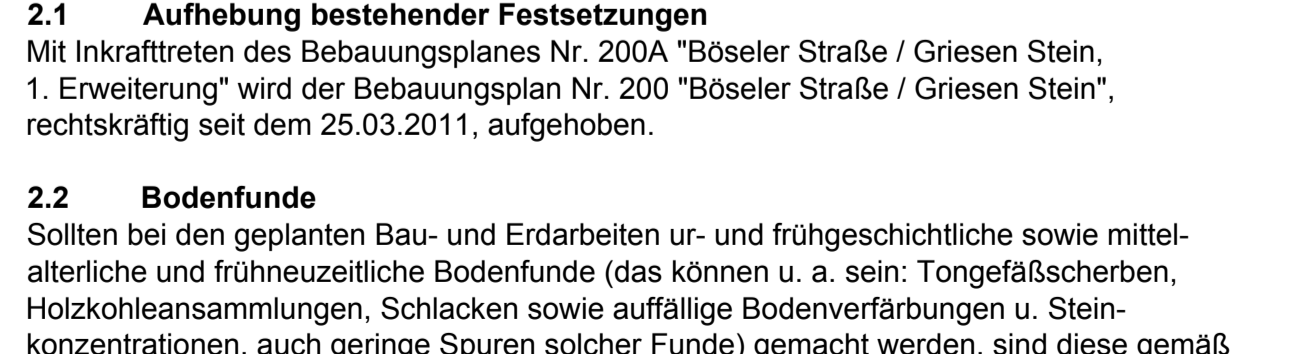 2.1 Aufhebung bestehender Festsetzungen
Mit Inkrafttreten des Bebauungsplanes Nr. 200A "Böseler Straße / Griesen Stein,
1. Erweiterung" wird der Bebauungsplan Nr. 200 "Böseler Straße / Griesen Stein",
rechtskräftig seit dem 25.03.2011, aufgehoben.
2.2 Bodenfunde
Sollten bei den geplanten Bau- und Erdarbeiten ur- und frühgeschichtliche sowie mittel-
alterliche und frühneuzeitliche Bodenfunde (das können u. a. sein: Tongefäßscherben,
Holzkohleansammlungen, Schlacken sowie auffällige Bodenverfärbungen u. Stein-
konzentrationen, auch geringe Spuren solcher Funde) gemacht werden, sind diese gemäß